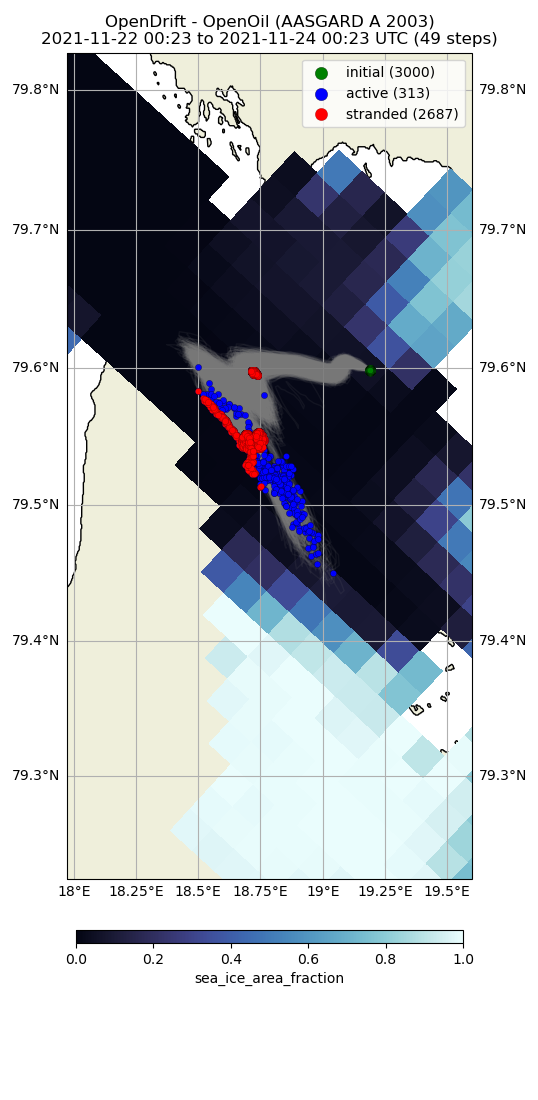 OpenDrift - OpenOil (AASGARD A 2003)
2021-11-22 00:23 to 2021-11-24 00:23 UTC (49 steps)
initial (3000)
active (313)
stranded (2687)
79.8°N 79.8°N
79.7°N 79.7°N
79.6°N 79.6°N
79.5°N 79.5°N
79.4°N 79.4°N
79.3°N 79.3°N
18°E 18.25°E 18.5°E 18.75°E 19°E 19.25°E 19.5°E
0.0 0.2 0.4 0.6 0.8 1.0
sea_ice_area_fraction